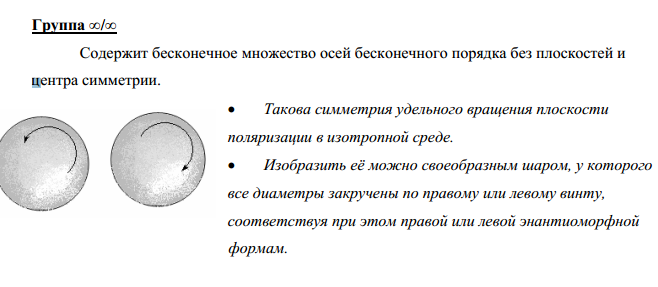 Группа ∞/∞
Содержит бесконечное множество осей бесконечного порядка без плоскостей и
центра симметрии.
• Такова симметрия удельного вращения плоскости
поляризации в изотропной среде.
• Изобразить её можно своеобразным шаром, у которого
все диаметры закручены по правому или левому винту,
соответствуя при этом правой или левой энантиоморфной
формам.